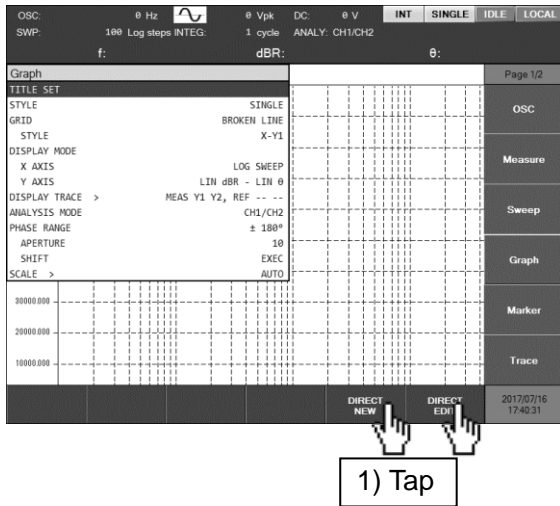 OSC: 0 Hz 0 Vpk DC: 0 V INT SINGLE IDLE LOCAL
SWP: 100 Log steps INTEG: 1 cycle ANALY: CH1/CH2
f: dBR: θ:
Graph
Page 1/2
TITLE SET
STYLE SINGLE
GRID BROKEN LINE
STYLE X-Y1
DISPLAY MODE
X AXIS LOG SWEEP
Y AXIS LIN dBR - LIN θ
DISPLAY TRACE > MEAS Y1 Y2, REF -- --
ANALYSIS MODE CH1/CH2
PHASE RANGE ± 180°
APERTURE 10
SHIFT EXEC
SCALE > AUTO
OSC
Measure
Sweep
Graph
Marker
Trace
30000.000
20000.000
10000.000
DIRECT
NEW
DIRECT
2017/07/16
17:40:31
1) Tap